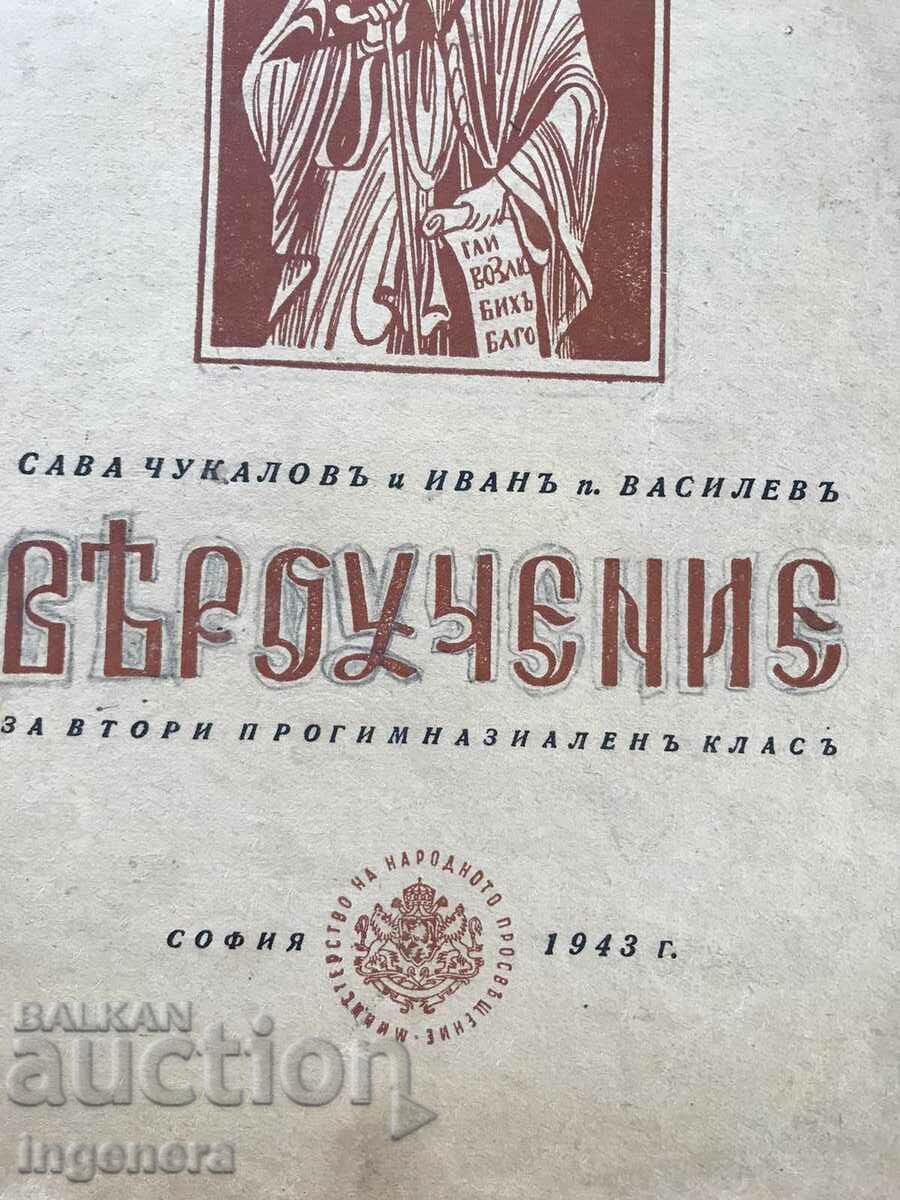 ГЛИ
ВОЗЛЮ
БИХЪ
БЛГО
САВА ЧУКАЛОВЪ и ИВАНЪ п. ВАСИЛЕВЪ
ВѢРОУЧЕНИЕ
ЗА ВТОРИ ПРОГИМНАЗИАЛЕНЪ КЛАСЪ
МИНИСТЕРСТВО НА НАРОДНОТО ПРОСВѢЩЕНИЕ
СОФИЯ 1943 г.
BALKAN
auction
ingenera